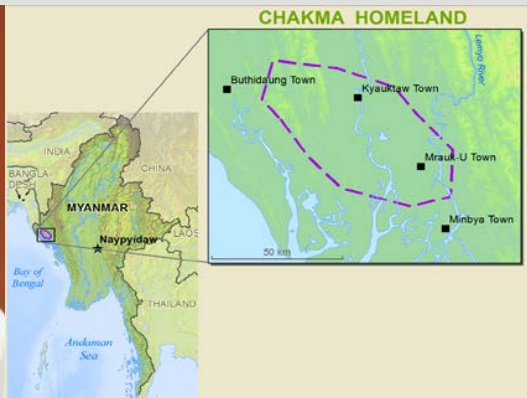 CHAKMA HOMELAND
Lemyo River
Buthidaung Town
Kyauktaw Town
Mrauk-U Town
Minbya Town
50 km
INDIA
CHINA
BANGLA-
DESH
MYANMAR
Naypyidaw
LAOS
Bay of
Bengal
THAILAND
Andaman
Sea